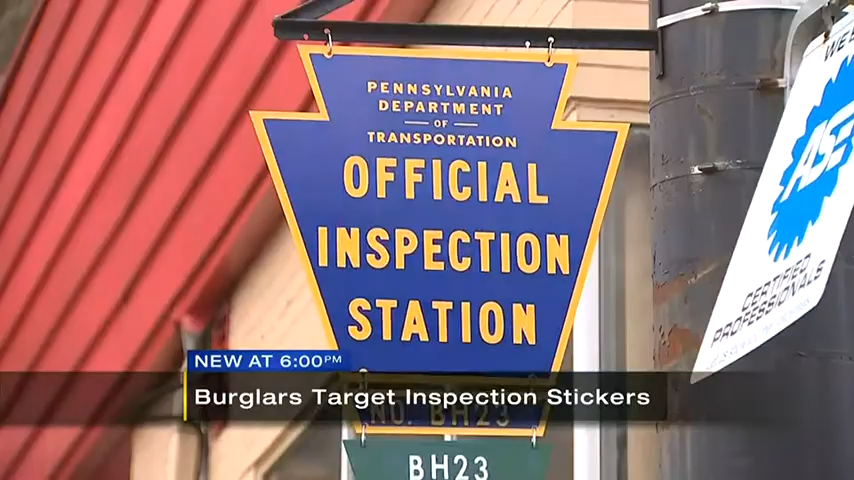 PENNSYLVANIA
DEPARTMENT
OF
TRANSPORTATION
OFFICIAL
INSPECTION
STATION
NO. BH23
BH23
WE
ASE
CERTIFIED
PROFESSIONALS
NEW AT 6:00PM
Burglars Target Inspection Stickers